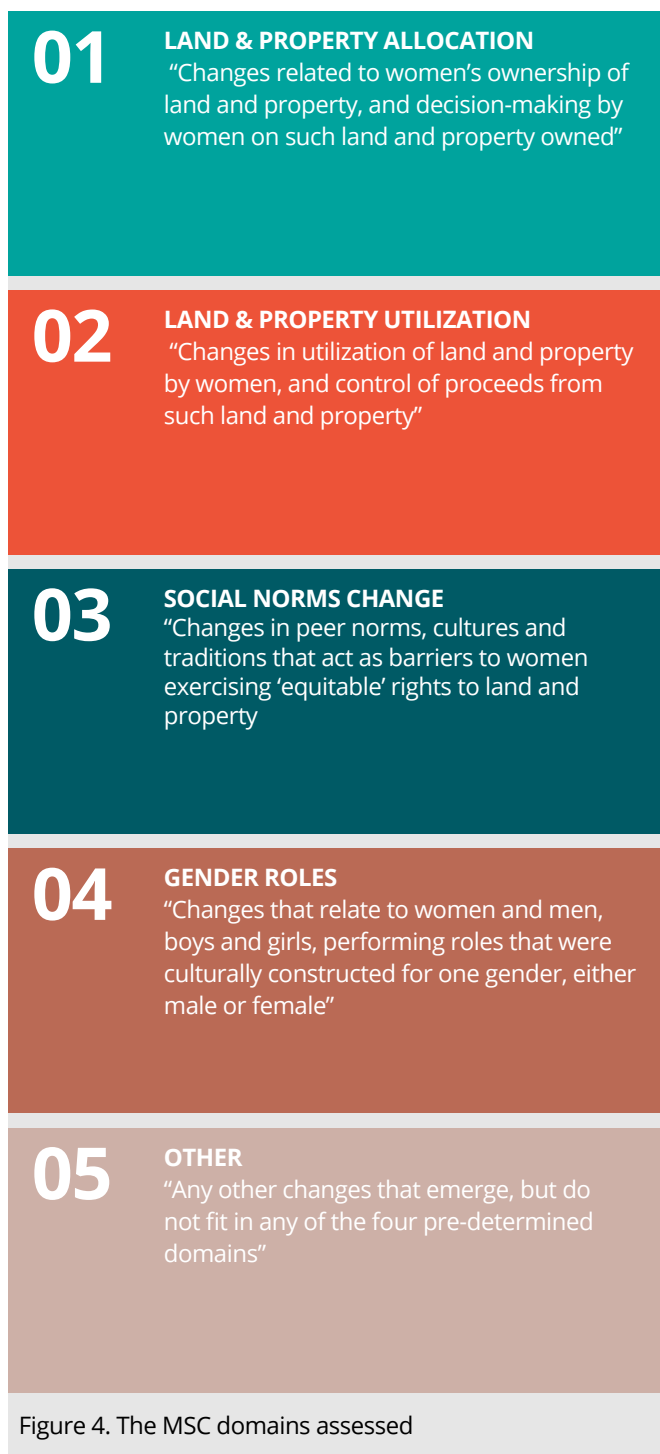 01
LAND & PROPERTY ALLOCATION
“Changes related to women’s ownership of
land and property, and decision-making by
women on such land and property owned”
02
LAND & PROPERTY UTILIZATION
“Changes in utilization of land and property
by women, and control of proceeds from
such land and property”
03
SOCIAL NORMS CHANGE
“Changes in peer norms, cultures and
traditions that act as barriers to women
exercising ‘equitable’ rights to land and
property
04
GENDER ROLES
“Changes that relate to women and men,
boys and girls, performing roles that were
culturally constructed for one gender, either
male or female”
05
OTHER
“Any other changes that emerge, but do
not fit in any of the four pre-determined
domains”
Figure 4. The MSC domains assessed